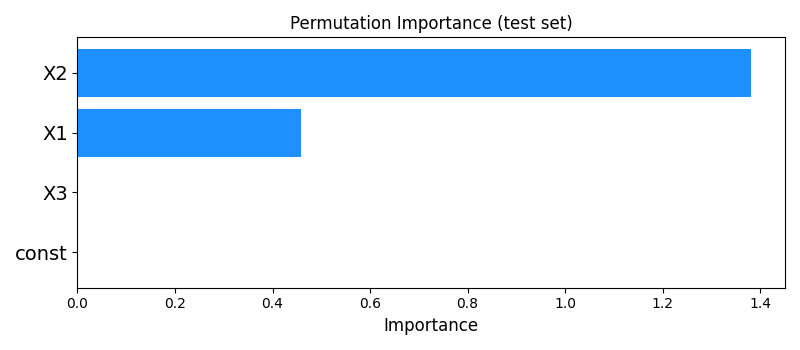 Permutation Importance (test set)
X2
X1
X3
const
0.0 0.2 0.4 0.6 0.8 1.0 1.2 1.4
Importance